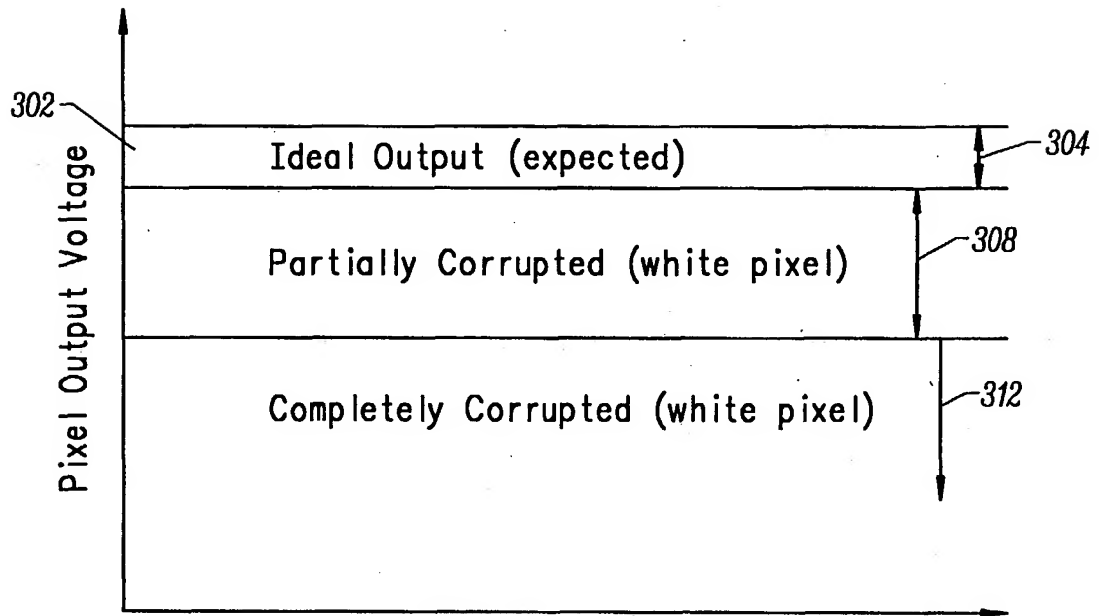 302
Ideal Output (expected)
304
Partially Corrupted (white pixel)
308
Completely Corrupted (white pixel)
312
Pixel Output Voltage